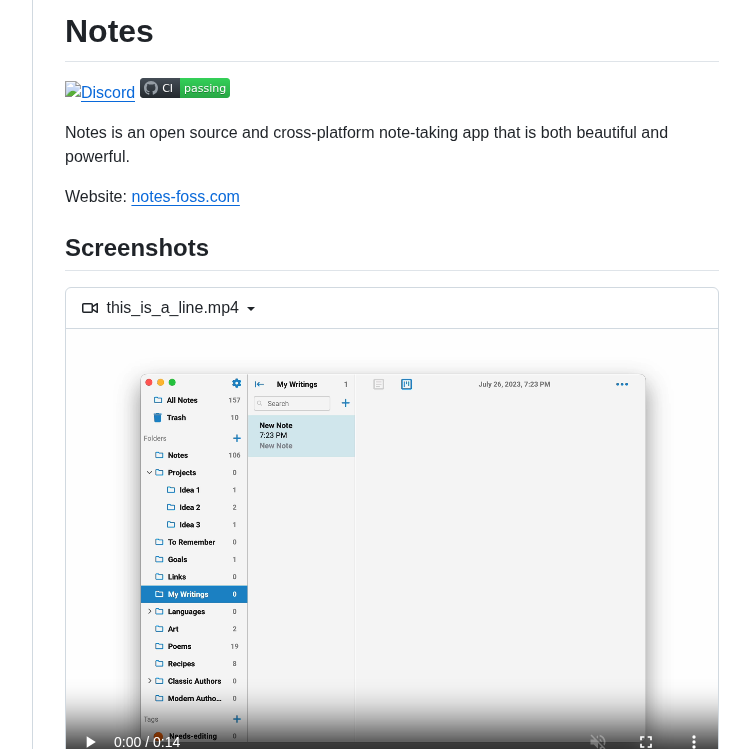 Notes
Discord CI passing
Notes is an open source and cross-platform note-taking app that is both beautiful and
powerful.
Website: notes-foss.com
Screenshots
this_is_a_line.mp4
My Writings 1
July 26, 2023, 7:23 PM
All Notes 157
Search
Trash 10
New Note
7:23 PM
New Note
Folders
Notes 106
Projects 0
Idea 1 1
Idea 2 2
Idea 3 1
To Remember 0
Goals 1
Links 0
My Writings 0
Languages 0
Art 2
Poems 19
Recipes 8
Classic Authors 0
Modern Autho... 0
Tags
Needs-editing 0
0:00 / 0:14